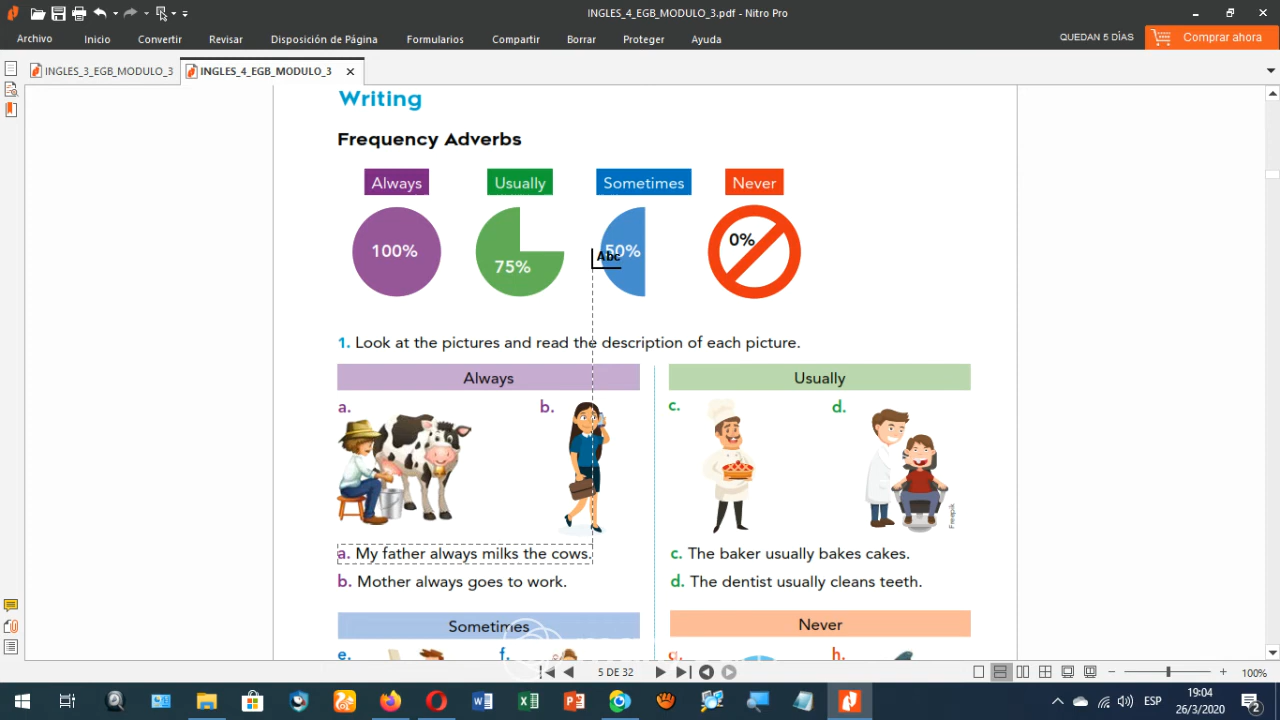 INGLES_4_EGB_MODULO_3.pdf - Nitro Pro
Archivo Inicio Convertir Revisar Disposición de Página Formularios Compartir Borrar Proteger Ayuda QUEDAN 5 DÍAS Comprar ahora
INGLES_3_EGB_MODULO_3 INGLES_4_EGB_MODULO_3
Writing
Frequency Adverbs
Always Usually Sometimes Never
100% 75% 50% 0%
Abc
1. Look at the pictures and read the description of each picture.
Always Usually
a. b. c. d.
Freepik
a. My father always milks the cows. c. The baker usually bakes cakes.
b. Mother always goes to work. d. The dentist usually cleans teeth.
Sometimes Never
e. f. g. h.
5 DE 32 100%
ESP 19:04
26/3/2020 2